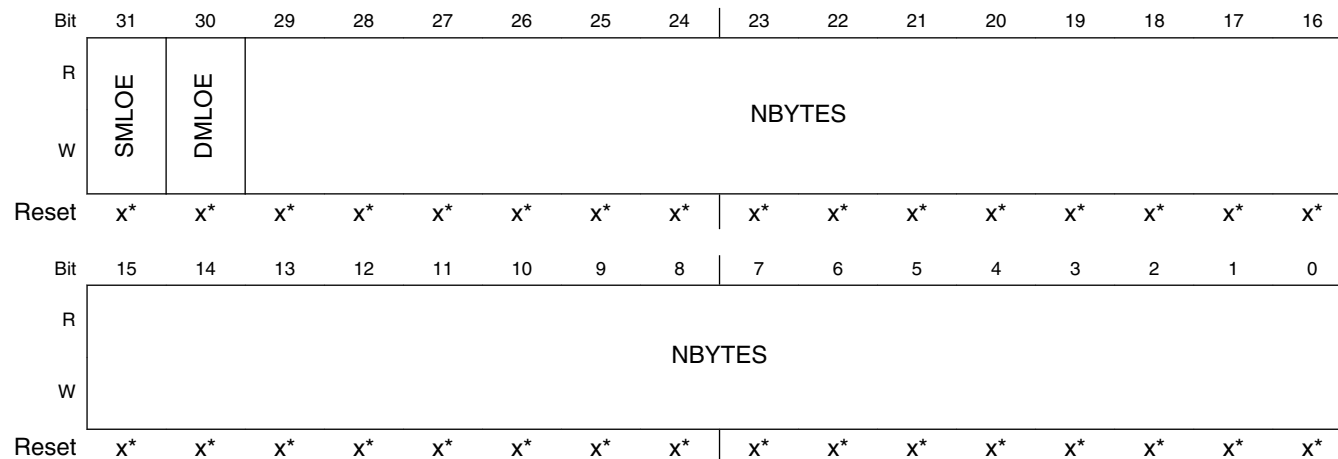 Bit 31 30 29 28 27 26 25 24 23 22 21 20 19 18 17 16
R
SMLOE DMLOE NBYTES
W
Reset x* x* x* x* x* x* x* x* x* x* x* x* x* x* x* x*
Bit 15 14 13 12 11 10 9 8 7 6 5 4 3 2 1 0
R
NBYTES
W
Reset x* x* x* x* x* x* x* x* x* x* x* x* x* x* x* x*